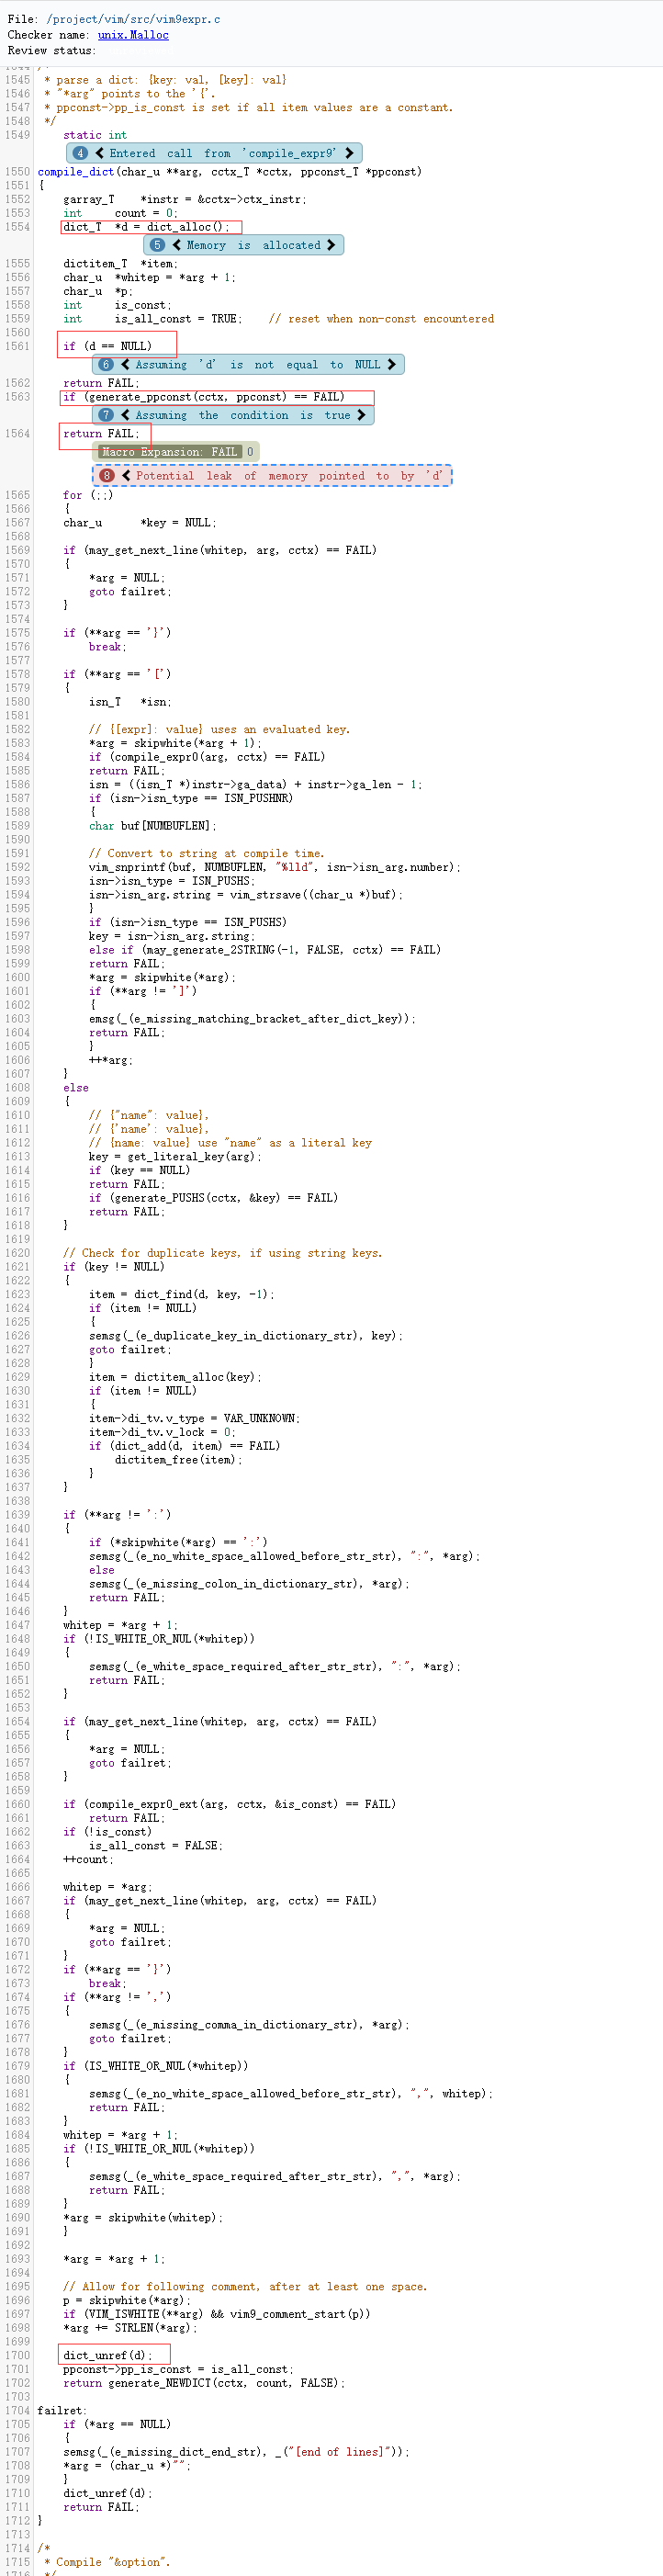 File: /project/vim/src/vim9expr.c
Checker name: unix.Malloc
Review status:
1544 /*
1545 * parse a dict: {key: val, [key]: val}
1546 * "*arg" points to the '{'.
1547 * ppconst->pp_is_const is set if all item values are a constant.
1548 */
1549 static int
4 Entered call from 'compile_expr9'
1550 compile_dict(char_u **arg, cctx_T *cctx, ppconst_T *ppconst)
1551 {
1552 garray_T *instr = &cctx->ctx_instr;
1553 int count = 0;
1554 dict_T *d = dict_alloc();
5 Memory is allocated
1555 dictitem_T *item;
1556 char_u *whitep = *arg + 1;
1557 char_u *p;
1558 int is_const;
1559 int is_all_const = TRUE; // reset when non-const encountered
1560
1561 if (d == NULL)
6 Assuming 'd' is not equal to NULL
1562 return FAIL;
1563 if (generate_ppconst(cctx, ppconst) == FAIL)
7 Assuming the condition is true
1564 return FAIL;
Macro Expansion: FAIL 0
8 Potential leak of memory pointed to by 'd'
1565 for (;;)
1566 {
1567 char_u *key = NULL;
1568
1569 if (may_get_next_line(whitep, arg, cctx) == FAIL)
1570 {
1571 *arg = NULL;
1572 goto failret;
1573 }
1574
1575 if (**arg == '}')
1576 break;
1577
1578 if (**arg == '[')
1579 {
1580 isn_T *isn;
1581
1582 // {[expr]: value} uses an evaluated key.
1583 *arg = skipwhite(*arg + 1);
1584 if (compile_expr0(arg, cctx) == FAIL)
1585 return FAIL;
1586 isn = ((isn_T *)instr->ga_data) + instr->ga_len - 1;
1587 if (isn->isn_type == ISN_PUSHNR)
1588 {
1589 char buf[NUMBUFLEN];
1590
1591 // Convert to string at compile time.
1592 vim_snprintf(buf, NUMBUFLEN, "%lld", isn->isn_arg.number);
1593 isn->isn_type = ISN_PUSHS;
1594 isn->isn_arg.string = vim_strsave((char_u *)buf);
1595 }
1596 if (isn->isn_type == ISN_PUSHS)
1597 key = isn->isn_arg.string;
1598 else if (may_generate_2STRING(-1, FALSE, cctx) == FAIL)
1599 return FAIL;
1600 *arg = skipwhite(*arg);
1601 if (**arg != ']')
1602 {
1603 emsg(_(e_missing_matching_bracket_after_dict_key));
1604 return FAIL;
1605 }
1606 ++*arg;
1607 }
1608 else
1609 {
1610 // {"name": value},
1611 // {'name': value},
1612 // {name: value} use "name" as a literal key
1613 key = get_literal_key(arg);
1614 if (key == NULL)
1615 return FAIL;
1616 if (generate_PUSHS(cctx, &key) == FAIL)
1617 return FAIL;
1618 }
1619
1620 // Check for duplicate keys, if using string keys.
1621 if (key != NULL)
1622 {
1623 item = dict_find(d, key, -1);
1624 if (item != NULL)
1625 {
1626 semsg(_(e_duplicate_key_in_dictionary_str), key);
1627 goto failret;
1628 }
1629 item = dictitem_alloc(key);
1630 if (item != NULL)
1631 {
1632 item->di_tv.v_type = VAR_UNKNOWN;
1633 item->di_tv.v_lock = 0;
1634 if (dict_add(d, item) == FAIL)
1635 dictitem_free(item);
1636 }
1637 }
1638
1639 if (**arg != ':')
1640 {
1641 if (*skipwhite(*arg) == ':')
1642 semsg(_(e_no_white_space_allowed_before_str_str), ":", *arg);
1643 else
1644 semsg(_(e_missing_colon_in_dictionary_str), *arg);
1645 return FAIL;
1646 }
1647 whitep = *arg + 1;
1648 if (!IS_WHITE_OR_NUL(*whitep))
1649 {
1650 semsg(_(e_white_space_required_after_str_str), ":", *arg);
1651 return FAIL;
1652 }
1653
1654 if (may_get_next_line(whitep, arg, cctx) == FAIL)
1655 {
1656 *arg = NULL;
1657 goto failret;
1658 }
1659
1660 if (compile_expr0_ext(arg, cctx, &is_const) == FAIL)
1661 return FAIL;
1662 if (!is_const)
1663 is_all_const = FALSE;
1664 ++count;
1665
1666 whitep = *arg;
1667 if (may_get_next_line(whitep, arg, cctx) == FAIL)
1668 {
1669 *arg = NULL;
1670 goto failret;
1671 }
1672 if (**arg == '}')
1673 break;
1674 if (**arg != ',')
1675 {
1676 semsg(_(e_missing_comma_in_dictionary_str), *arg);
1677 goto failret;
1678 }
1679 if (IS_WHITE_OR_NUL(*whitep))
1680 {
1681 semsg(_(e_no_white_space_allowed_before_str_str), ",", whitep);
1682 return FAIL;
1683 }
1684 whitep = *arg + 1;
1685 if (!IS_WHITE_OR_NUL(*whitep))
1686 {
1687 semsg(_(e_white_space_required_after_str_str), ",", *arg);
1688 return FAIL;
1689 }
1690 *arg = skipwhite(whitep);
1691 }
1692
1693 *arg = *arg + 1;
1694
1695 // Allow for following comment, after at least one space.
1696 p = skipwhite(*arg);
1697 if (VIM_ISWHITE(**arg) && vim9_comment_start(p))
1698 *arg += STRLEN(*arg);
1699
1700 dict_unref(d);
1701 ppconst->pp_is_const = is_all_const;
1702 return generate_NEWDICT(cctx, count, FALSE);
1703
1704 failret:
1705 if (*arg == NULL)
1706 {
1707 semsg(_(e_missing_dict_end_str), _("[end of lines]"));
1708 *arg = (char_u *)"";
1709 }
1710 dict_unref(d);
1711 return FAIL;
1712 }
1713
1714 /*
1715 * Compile "&option".
1716 */